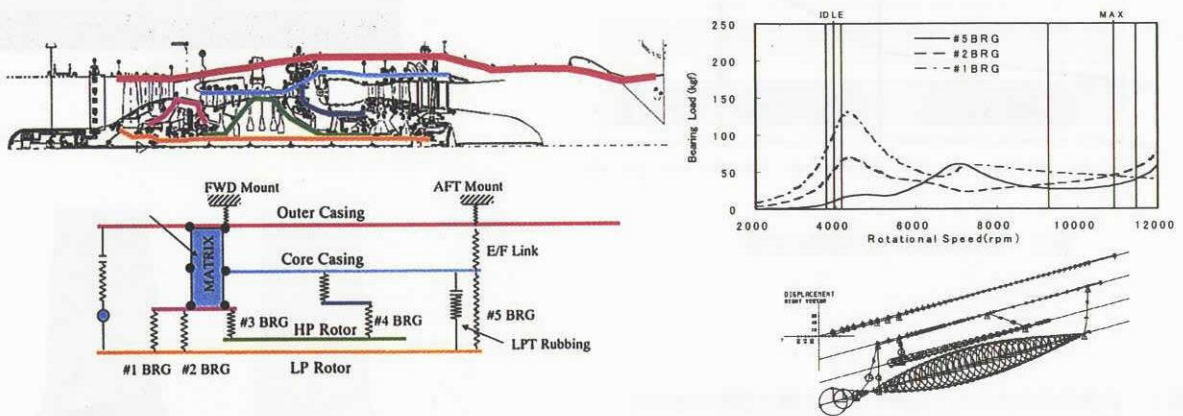 FWD Mount
AFT Mount
Outer Casing
E/F Link
MATRIX
Core Casing
#3 BRG
#4 BRG
#5 BRG
HP Rotor
LPT Rubbing
#1 BRG
#2 BRG
LP Rotor
IDLE
MAX
250
200
150
100
50
0
Bearing Load (kgf)
#5BRG
#2BRG
#1BRG
2000
4000
6000
8000
10000
12000
Rotational Speed(rpm)
DISPLACEMENT